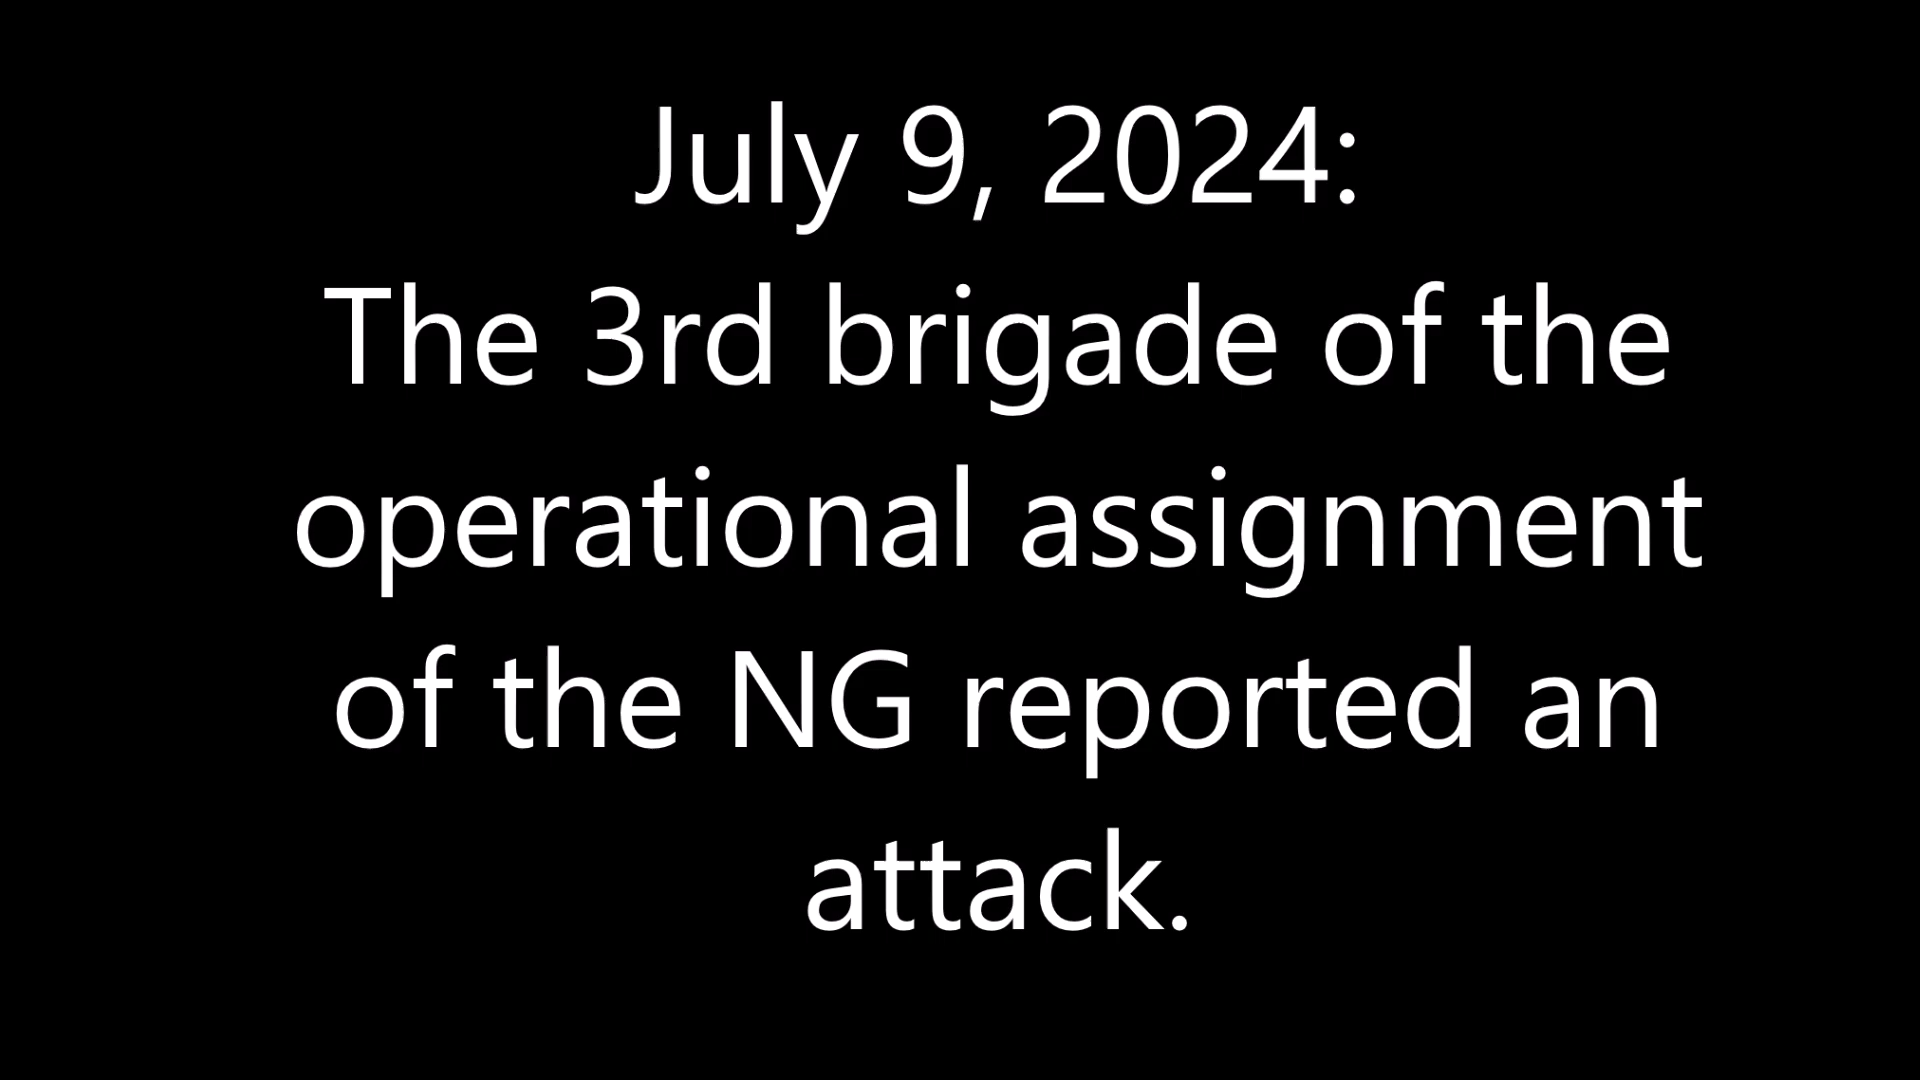 July 9, 2024:
The 3rd brigade of the
operational assignment
of the NG reported an
attack.